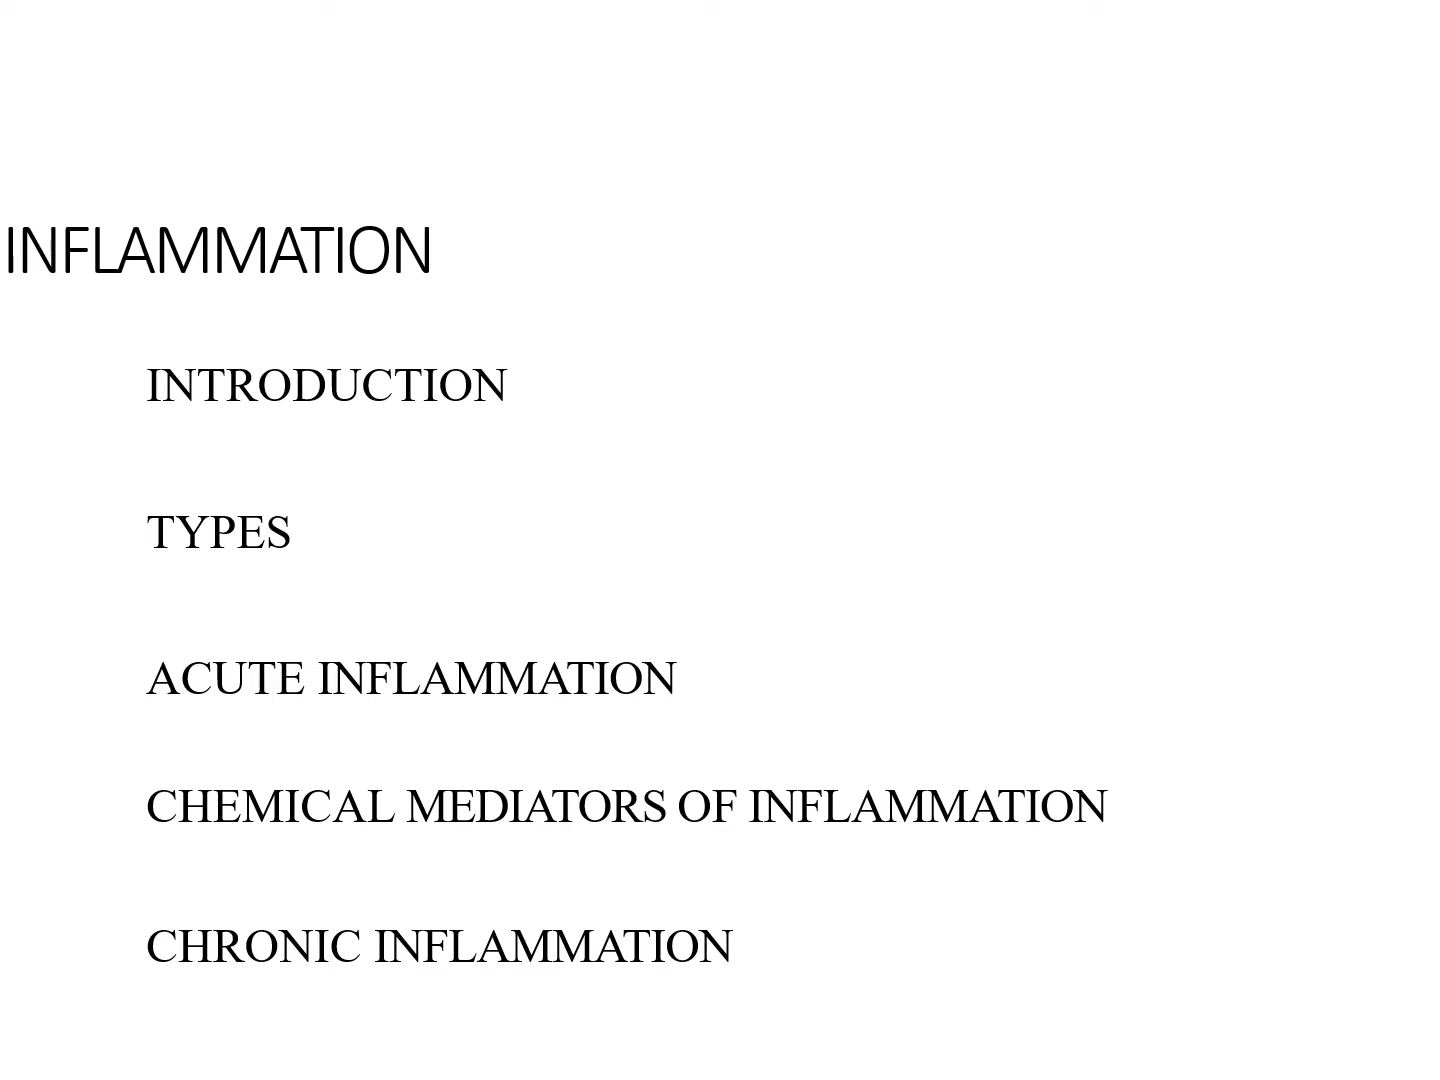 INFLAMMATION
INTRODUCTION
TYPES
ACUTE INFLAMMATION
CHEMICAL MEDIATORS OF INFLAMMATION
CHRONIC INFLAMMATION